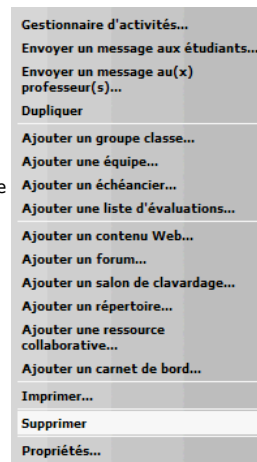 Gestionnaire d'activités...
Envoyer un message aux étudiants...
Envoyer un message au(x)
professeur(s)...
Dupliquer
Ajouter un groupe classe...
Ajouter une équipe...
e
Ajouter un échéancier...
Ajouter une liste d'évaluations...
Ajouter un contenu Web...
Ajouter un forum...
Ajouter un salon de clavardage...
Ajouter un répertoire...
Ajouter une ressource
collaborative...
Ajouter un carnet de bord...
Imprimer...
Supprimer
Propriétés...